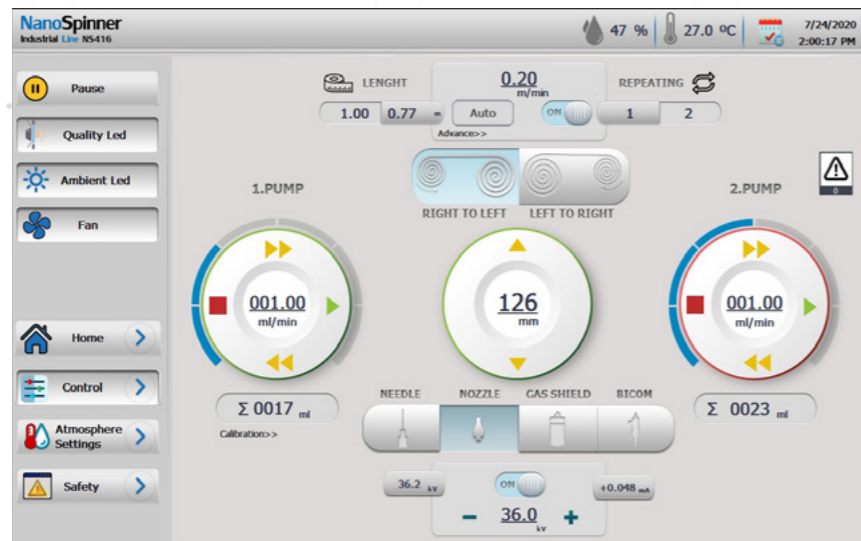 NanoSpinner
Industrial Line NS416
47 %
27.0 ºC
7/24/2020
2:00:17 PM
Pause
Quality Led
Ambient Led
Fan
Home
Control
Atmosphere
Settings
Safety
LENGHT
1.00 0.77 m
0.20
m/min
Auto
ON
Advance>>
REPEATING
1 2
0
RIGHT TO LEFT LEFT TO RIGHT
1.PUMP
001.00
ml/min
Σ 0017 ml
Calibration>>
126
mm
2.PUMP
001.00
ml/min
Σ 0023 ml
NEEDLE NOZZLE GAS SHIELD BICOM
36.2 kv
ON
+0.048 mA
− 36.0 +
kv